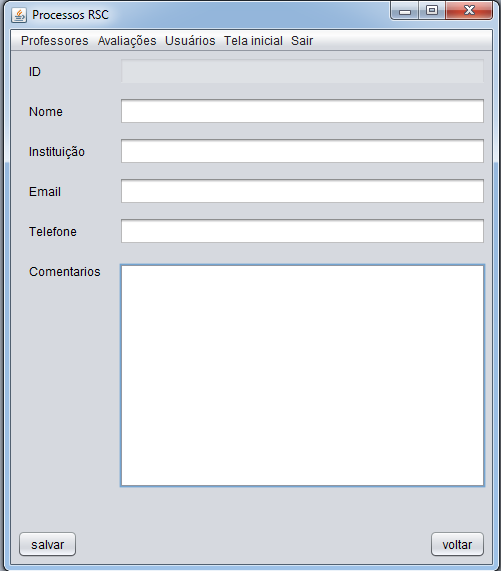 Processos RSC
Professores Avaliações Usuários Tela inicial Sair
ID
Nome
Instituição
Email
Telefone
Comentarios
salvar voltar